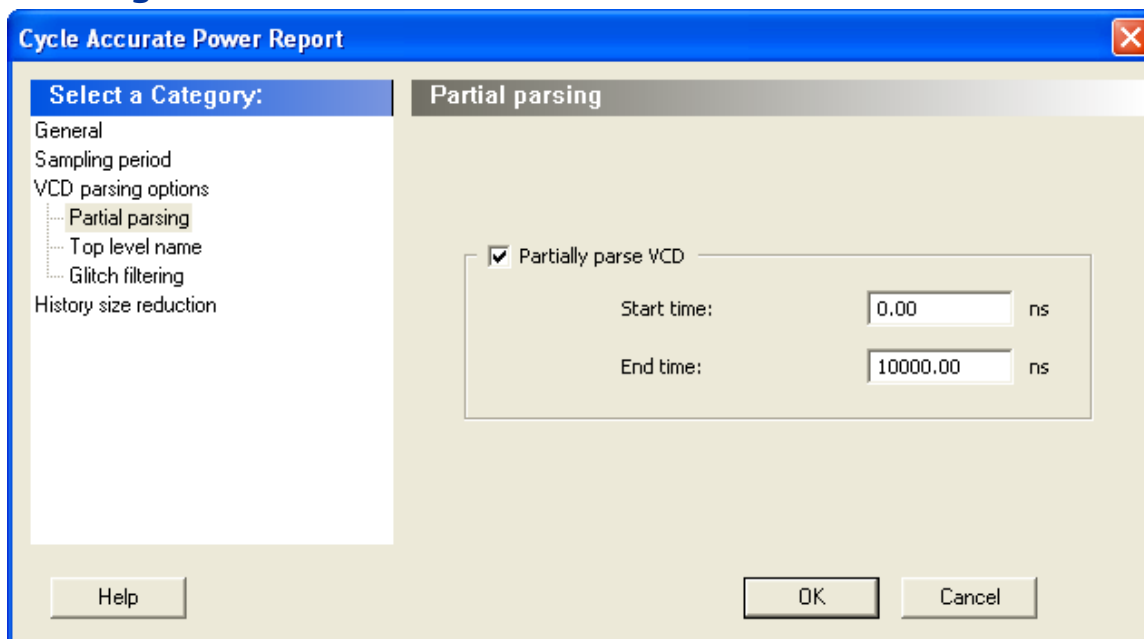 Cycle Accurate Power Report
Select a Category:
General
Sampling period
VCD parsing options
Partial parsing
Top level name
Glitch filtering
History size reduction
Partial parsing
Partially parse VCD
Start time: 0.00 ns
End time: 10000.00 ns
Help
OK
Cancel